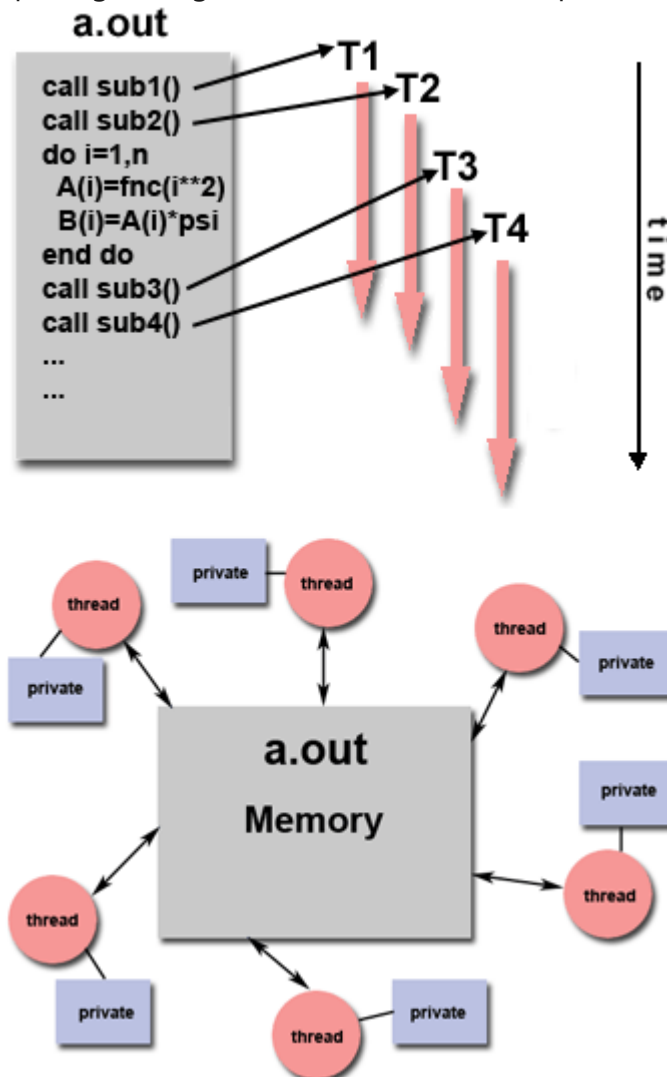 a.out
call sub1()
call sub2()
do i=1,n
A(i)=fnc(i**2)
B(i)=A(i)*psi
end do
call sub3()
call sub4()
...
...
T1
T2
T3
T4
time
private
thread
thread
private
thread
private
a.out
Memory
private
thread
thread
private
thread
private